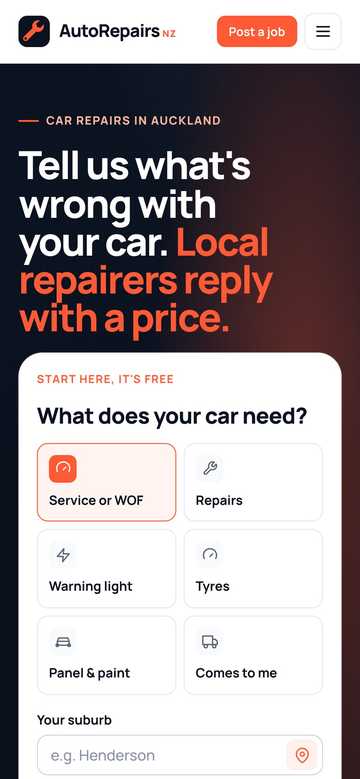 AutoRepairs NZ
Post a job
CAR REPAIRS IN AUCKLAND
Tell us what's
wrong with
your car. Local
repairers reply
with a price.
START HERE, IT'S FREE
What does your car need?
Service or WOF
Repairs
Warning light
Tyres
Panel & paint
Comes to me
Your suburb
e.g. Henderson